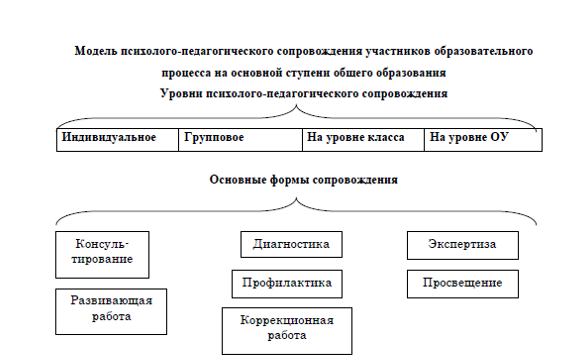 Модель психолого-педагогического сопровождения участников образовательного
процесса на основной ступени общего образования
Уровни психолого-педагогического сопровождения
Индивидуальное
Групповое
На уровне класса
На уровне ОУ
Основные формы сопровождения
Консуль-
тирование
Диагностика
Экспертиза
Развивающая
работа
Профилактика
Просвещение
Коррекционная
работа